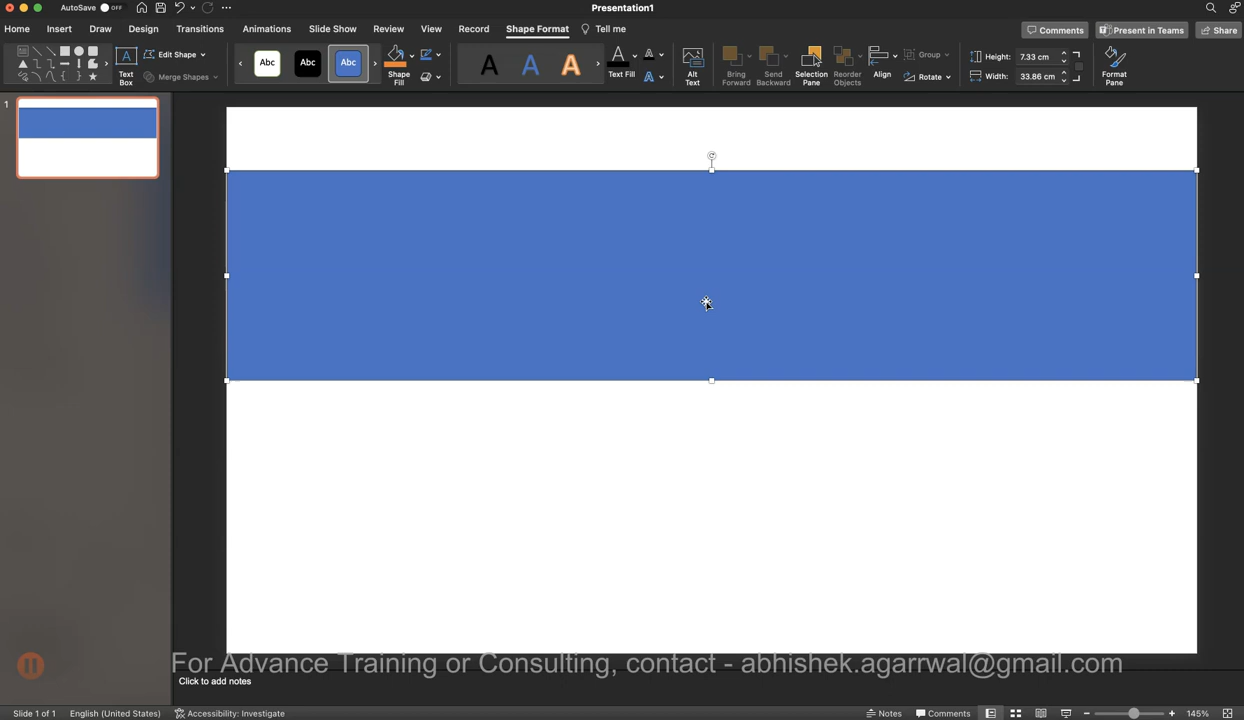 AutoSave OFF
Presentation1
Home Insert Draw Design Transitions Animations Slide Show Review View Record Shape Format Tell me
Comments Present in Teams Share
Text Box
Edit Shape
Merge Shapes
Abc Abc Abc
Shape Fill
A A A
Text Fill
Alt Text
Bring Forward
Send Backward
Selection Pane
Reorder Objects
Align
Group
Rotate
Height: 7.33 cm
Width: 33.86 cm
Format Pane
1
For Advance Training or Consulting, contact - abhishek.agarrwal@gmail.com
Click to add notes
Slide 1 of 1 English (United States) Accessibility: Investigate Notes Comments 145%